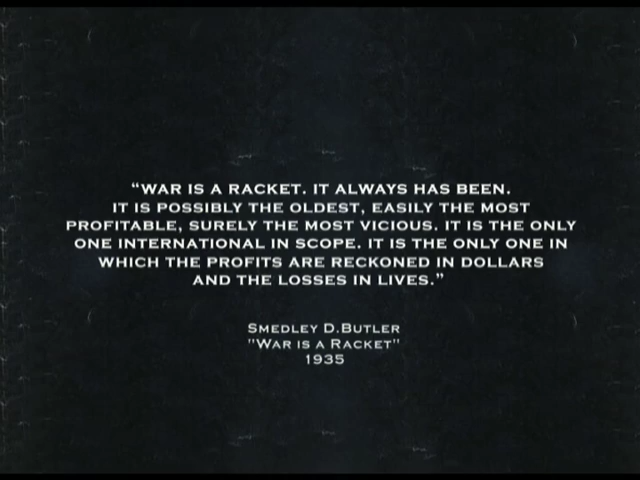 “WAR IS A RACKET. IT ALWAYS HAS BEEN.
IT IS POSSIBLY THE OLDEST, EASILY THE MOST
PROFITABLE, SURELY THE MOST VICIOUS. IT IS THE ONLY
ONE INTERNATIONAL IN SCOPE. IT IS THE ONLY ONE IN
WHICH THE PROFITS ARE RECKONED IN DOLLARS
AND THE LOSSES IN LIVES.”
SMEDLEY D.BUTLER
"WAR IS A RACKET"
1935